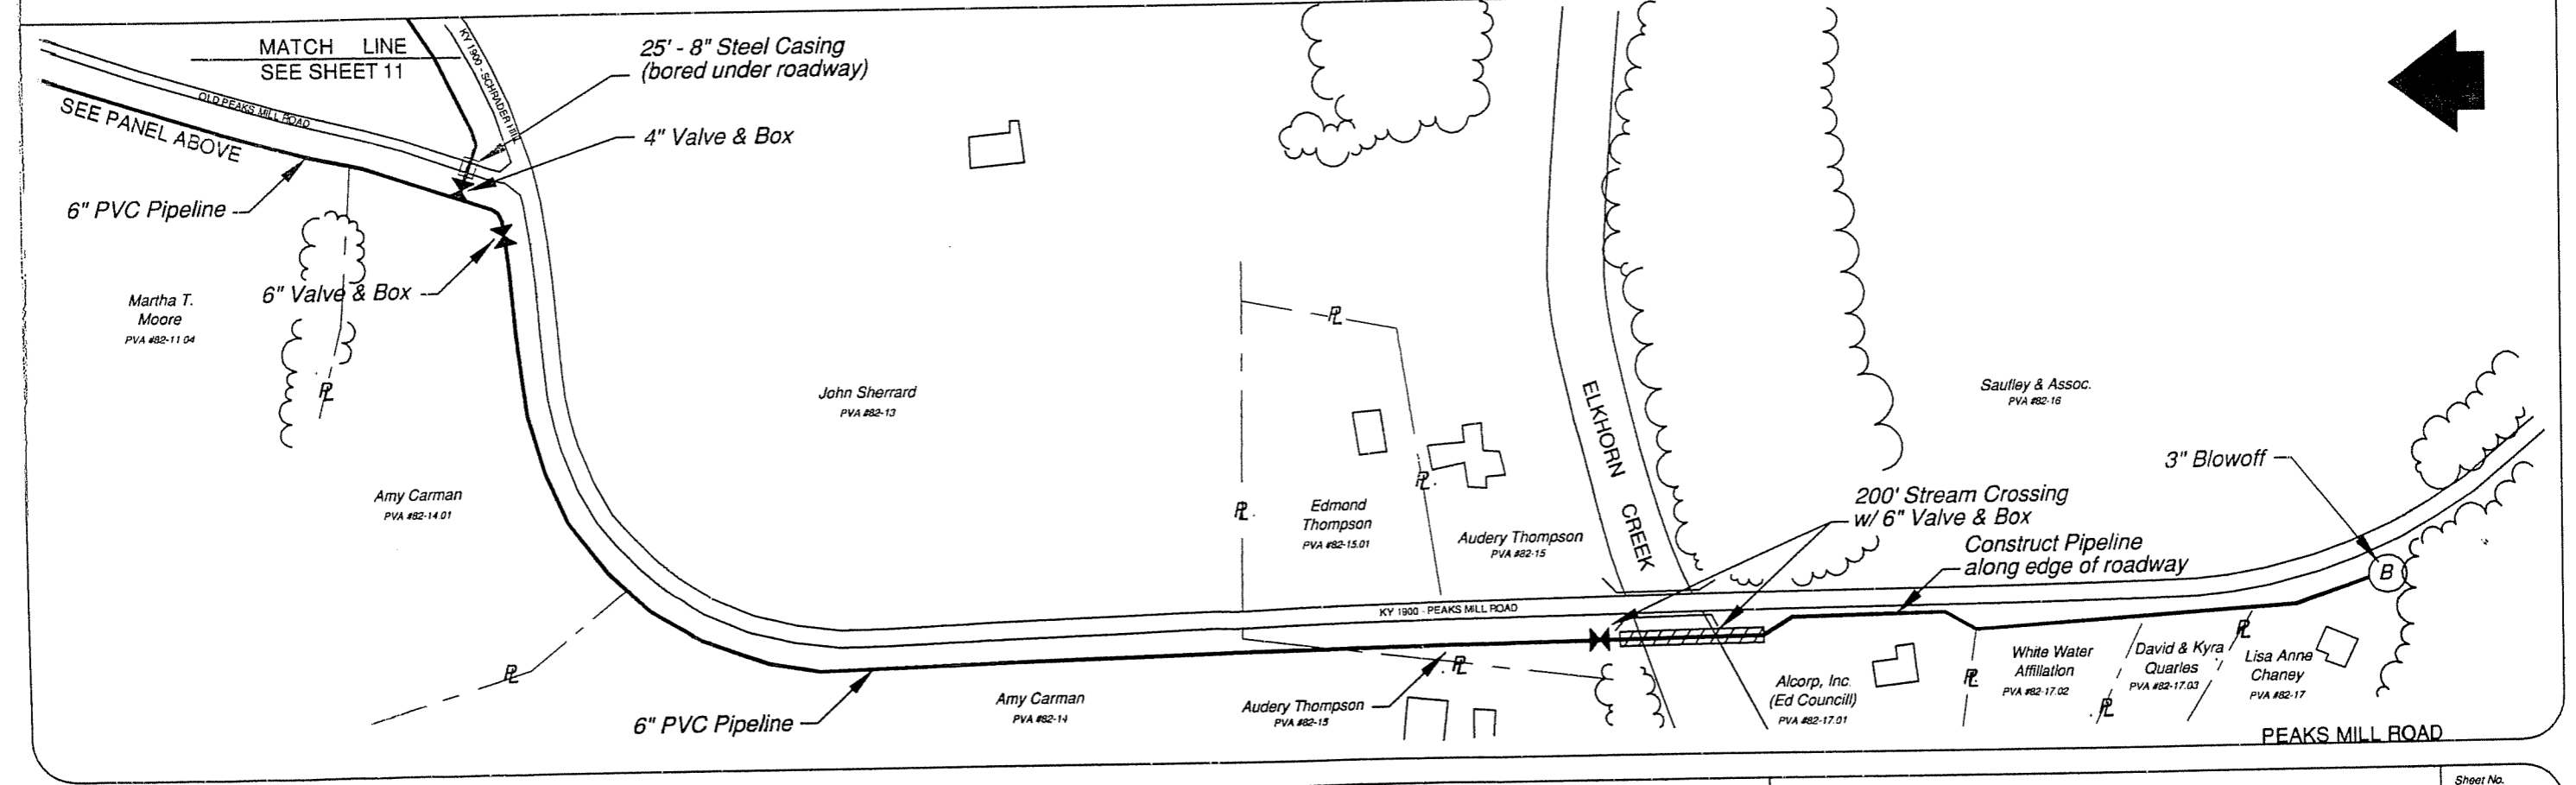 MATCH LINE
SEE SHEET 11
KY 1900 - SCHRADER HILL
25' - 8" Steel Casing
(bored under roadway)
OLD PEAKS MILL ROAD
SEE PANEL ABOVE
4" Valve & Box
6" PVC Pipeline
6" Valve & Box
Martha T.
Moore
PVA #82-11.04
PL
John Sherrard
PVA #82-13
Amy Carman
PVA #82-14.01
PL
PL
PL
PL
Edmond
Thompson
PVA #82-15.01
Audery Thompson
PVA #82-15
ELKHORN CREEK
Saufley & Assoc.
PVA #82-16
3" Blowoff
200' Stream Crossing
w/ 6" Valve & Box
Construct Pipeline
along edge of roadway
B
KY 1900 - PEAKS MILL ROAD
6" PVC Pipeline
Amy Carman
PVA #82-14
Audery Thompson
PVA #82-15
PL
Alcorp, Inc.
(Ed Councill)
PVA #82-17.01
PL
White Water
Affiliation
PVA #82-17.02
PL
David & Kyra
Quarles
PVA #82-17.03
PL
Lisa Anne
Chaney
PVA #82-17
PEAKS MILL ROAD
Sheet No.